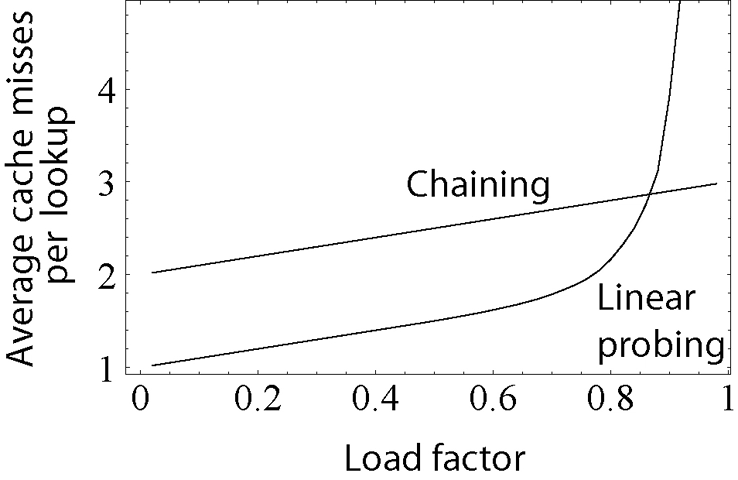 Average cache misses
per lookup
4
3
2
1
Chaining
Linear
probing
0 0.2 0.4 0.6 0.8 1
Load factor